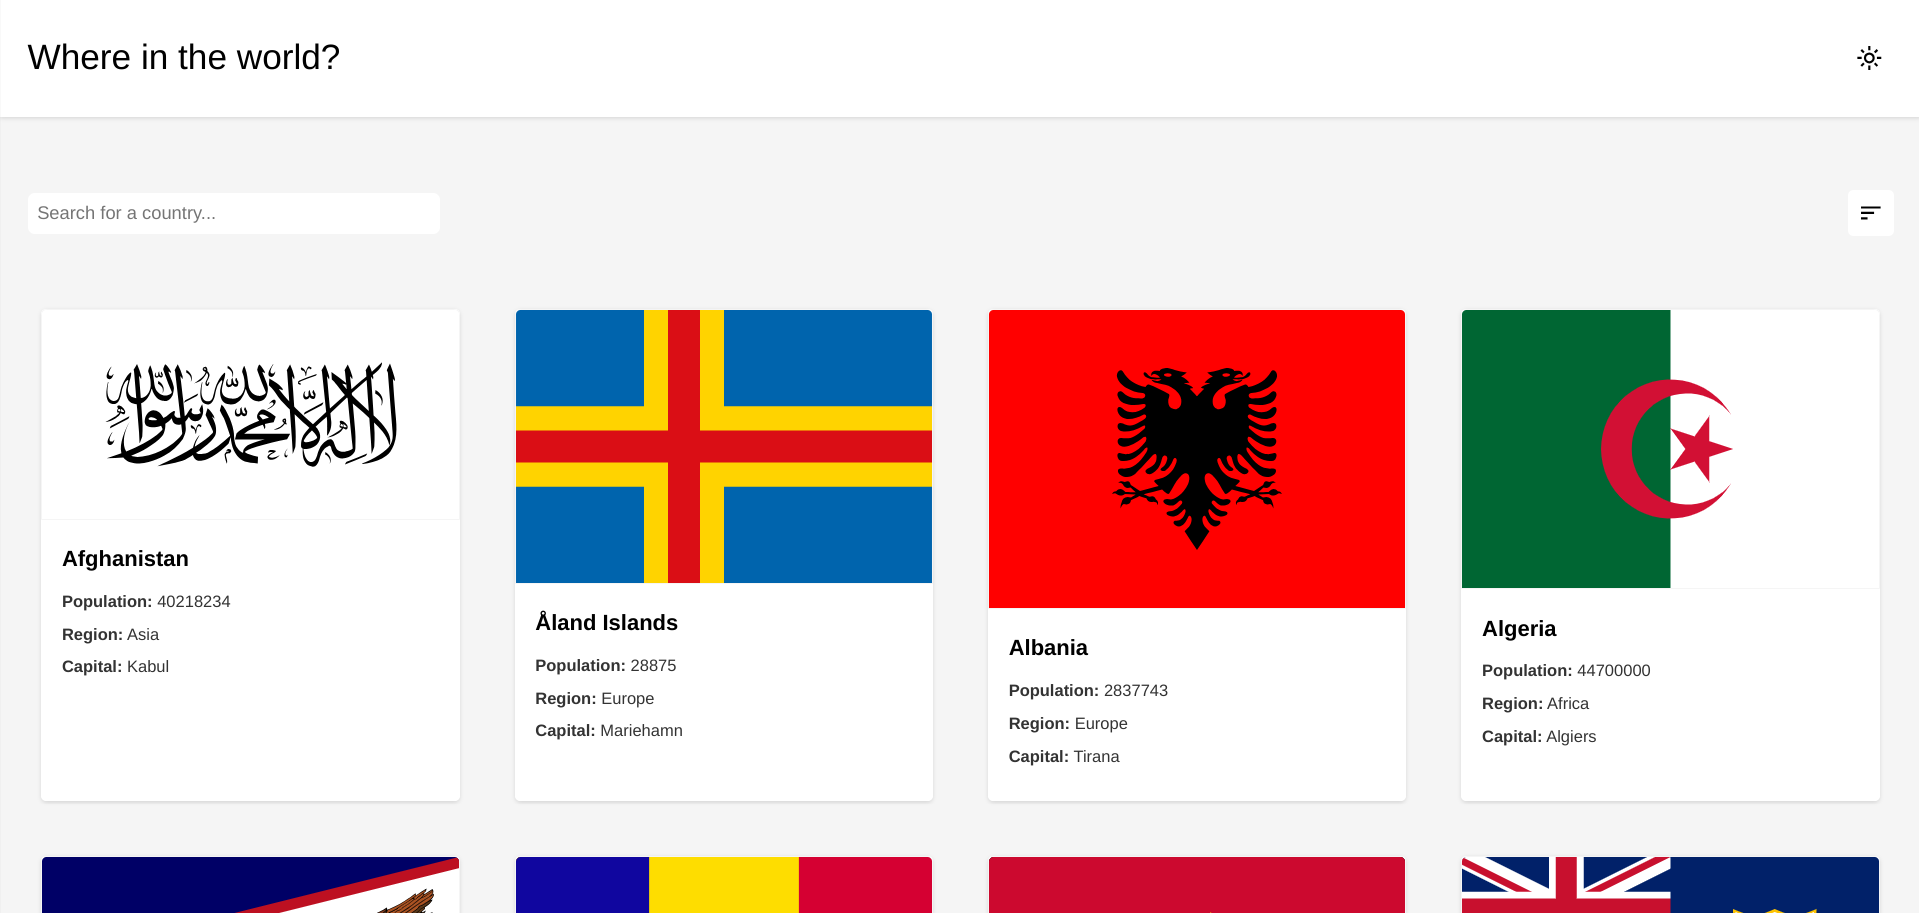 Where in the world?
Search for a country...
لا إله إلا الله محمد رسول الله
Afghanistan
Population: 40218234
Region: Asia
Capital: Kabul
Åland Islands
Population: 28875
Region: Europe
Capital: Mariehamn
Albania
Population: 2837743
Region: Europe
Capital: Tirana
Algeria
Population: 44700000
Region: Africa
Capital: Algiers